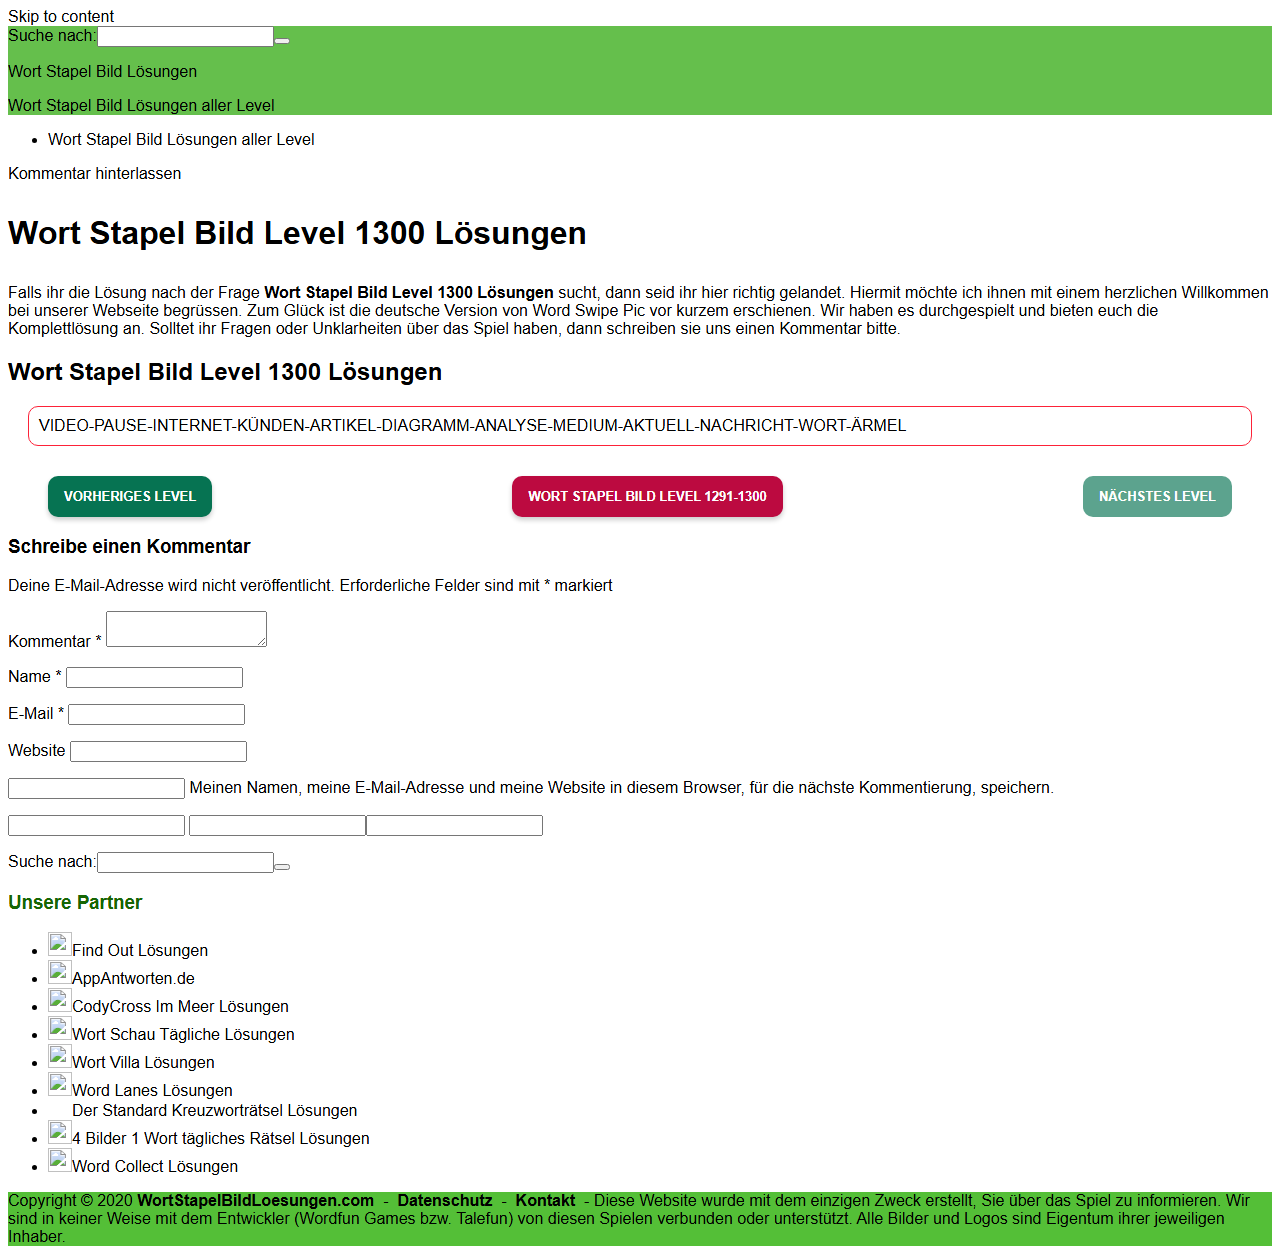 Skip to content
Suche nach:
Wort Stapel Bild Lösungen
Wort Stapel Bild Lösungen aller Level
Wort Stapel Bild Lösungen aller Level
Kommentar hinterlassen
Wort Stapel Bild Level 1300 Lösungen
Falls ihr die Lösung nach der Frage Wort Stapel Bild Level 1300 Lösungen sucht, dann seid ihr hier richtig gelandet. Hiermit möchte ich ihnen mit einem herzlichen Willkommen
bei unserer Webseite begrüssen. Zum Glück ist die deutsche Version von Word Swipe Pic vor kurzem erschienen. Wir haben es durchgespielt und bieten euch die
Komplettlösung an. Solltet ihr Fragen oder Unklarheiten über das Spiel haben, dann schreiben sie uns einen Kommentar bitte.
Wort Stapel Bild Level 1300 Lösungen
VIDEO-PAUSE-INTERNET-KÜNDEN-ARTIKEL-DIAGRAMM-ANALYSE-MEDIUM-AKTUELL-NACHRICHT-WORT-ÄRMEL
VORHERIGES LEVEL WORT STAPEL BILD LEVEL 1291-1300 NÄCHSTES LEVEL
Schreibe einen Kommentar
Deine E-Mail-Adresse wird nicht veröffentlicht. Erforderliche Felder sind mit * markiert
Kommentar *
Name *
E-Mail *
Website
Meinen Namen, meine E-Mail-Adresse und meine Website in diesem Browser, für die nächste Kommentierung, speichern.
Suche nach:
Unsere Partner
Find Out Lösungen
AppAntworten.de
CodyCross Im Meer Lösungen
Wort Schau Tägliche Lösungen
Wort Villa Lösungen
Word Lanes Lösungen
Der Standard Kreuzworträtsel Lösungen
4 Bilder 1 Wort tägliches Rätsel Lösungen
Word Collect Lösungen
Copyright © 2020 WortStapelBildLoesungen.com - Datenschutz - Kontakt - Diese Website wurde mit dem einzigen Zweck erstellt, Sie über das Spiel zu informieren. Wir
sind in keiner Weise mit dem Entwickler (Wordfun Games bzw. Talefun) von diesen Spielen verbunden oder unterstützt. Alle Bilder und Logos sind Eigentum ihrer jeweiligen
Inhaber.